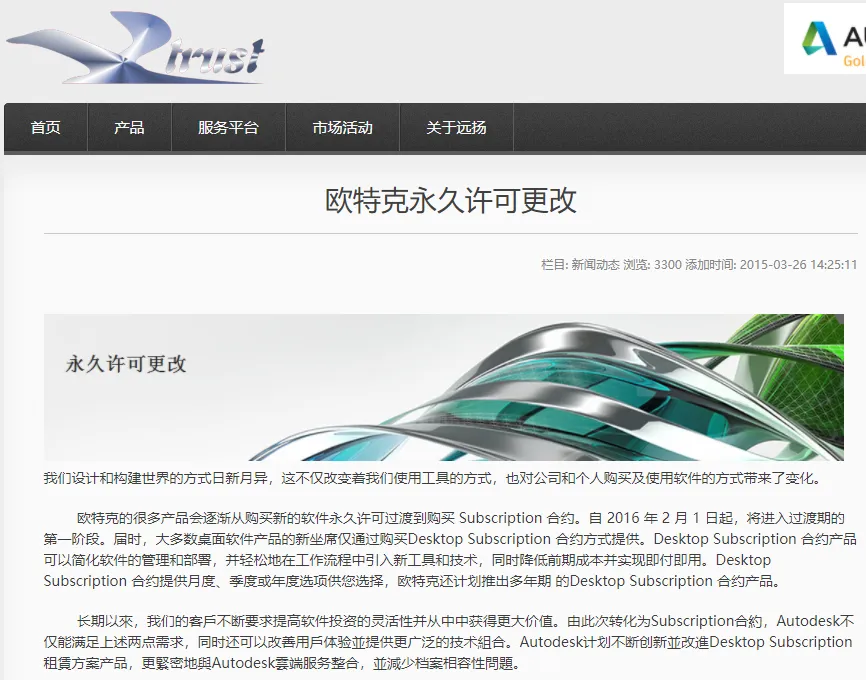 trust
AU
Gol
首页
产品
服务平台
市场活动
关于远扬
欧特克永久许可更改
栏目: 新闻动态 浏览: 3300 添加时间: 2015-03-26 14:25:11
永久许可更改
我们设计和构建世界的方式日新月异，这不仅改变着我们使用工具的方式，也对公司和个人购买及使用软件的方式带来了变化。
欧特克的很多产品会逐渐从购买新的软件永久许可过渡到购买 Subscription 合约。自 2016 年 2 月 1 日起，将进入过渡期的
第一阶段。届时，大多数桌面软件产品的新坐席仅通过购买Desktop Subscription 合约方式提供。Desktop Subscription 合约产品
可以简化软件的管理和部署，并轻松地在工作流程中引入新工具和技术，同时降低前期成本并实现即付即用。Desktop
Subscription 合约提供月度、季度或年度选项供您选择，欧特克还计划推出多年期 的Desktop Subscription 合约产品。
长期以來，我们的客戶不断要求提高软件投资的灵活性并从中中获得更大价值。由此次转化为Subscription合約，Autodesk不
仅能满足上述两点需求，同时还可以改善用戶体验並提供更广泛的技术組合。Autodesk计划不断创新並改進Desktop Subscription
租賃方案产品，更緊密地與Autodesk雲端服务整合，並減少档案相容性問題。